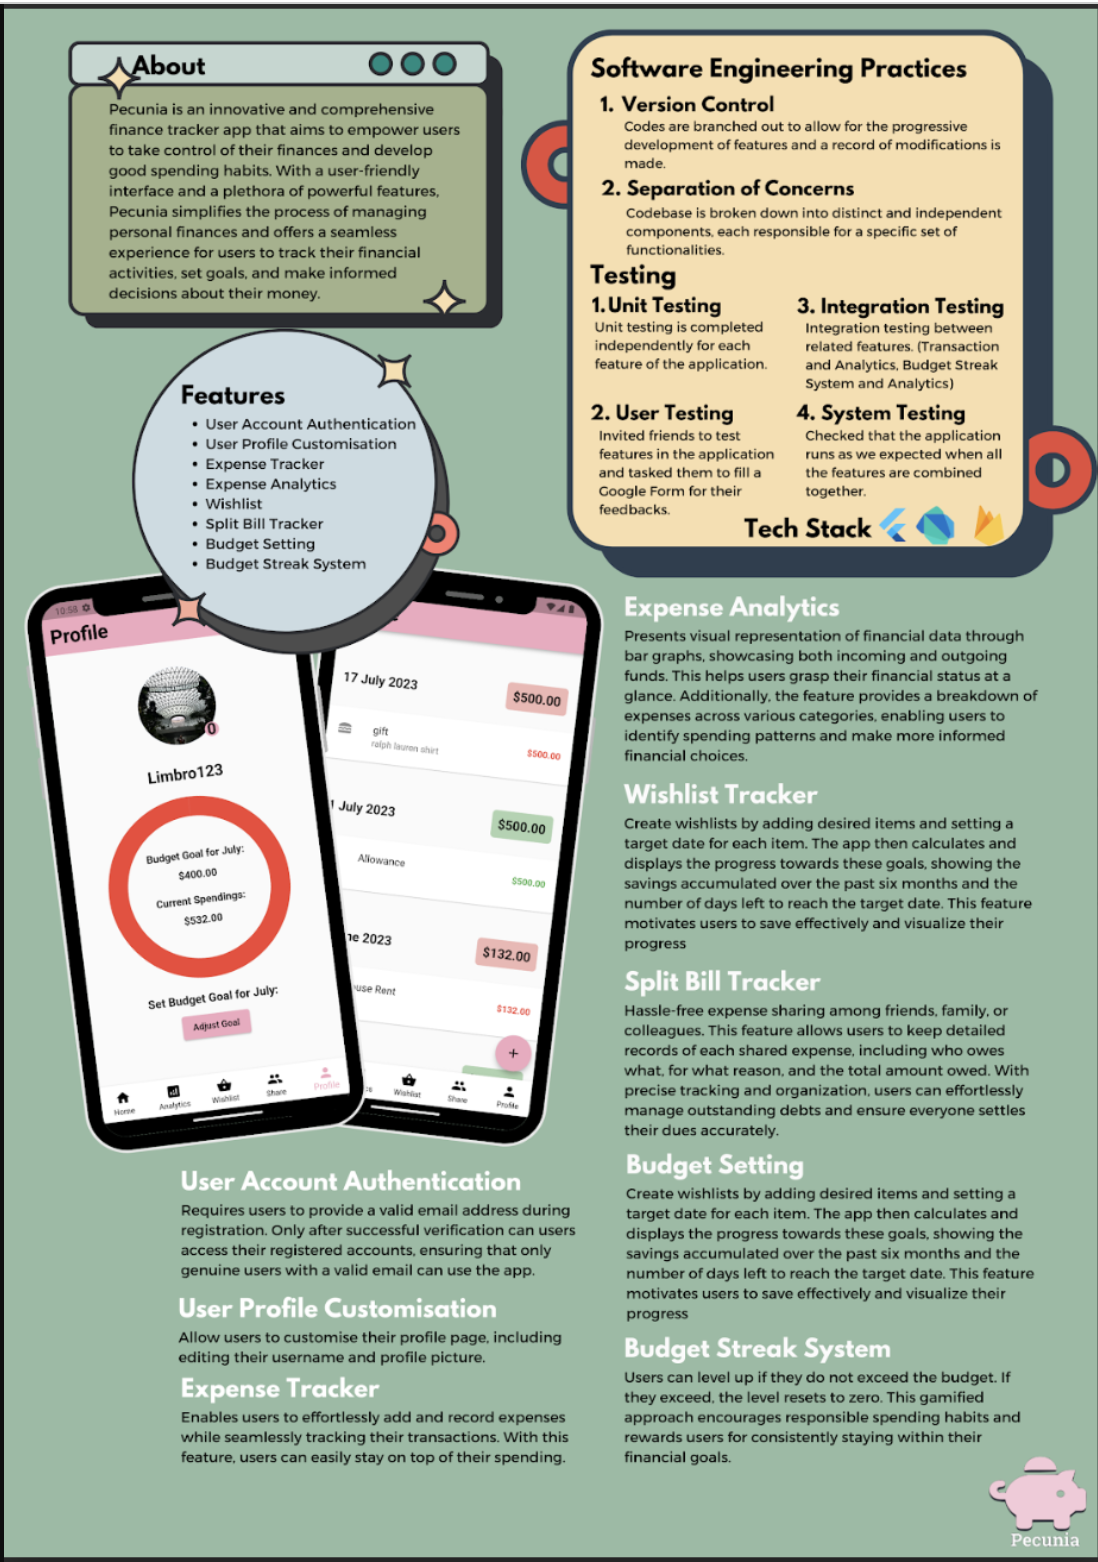 About
Pecunia is an innovative and comprehensive
finance tracker app that aims to empower users
to take control of their finances and develop
good spending habits. With a user-friendly
interface and a plethora of powerful features,
Pecunia simplifies the process of managing
personal finances and offers a seamless
experience for users to track their financial
activities, set goals, and make informed
decisions about their money.
Software Engineering Practices
1. Version Control
Codes are branched out to allow for the progressive
development of features and a record of modifications is
made.
2. Separation of Concerns
Codebase is broken down into distinct and independent
components, each responsible for a specific set of
functionalities.
Testing
1. Unit Testing
Unit testing is completed
independently for each
feature of the application.
2. User Testing
Invited friends to test
features in the application
and tasked them to fill a
Google Form for their
feedbacks.
3. Integration Testing
Integration testing between
related features. (Transaction
and Analytics, Budget Streak
System and Analytics)
4. System Testing
Checked that the application
runs as we expected when all
the features are combined
together.
Tech Stack
Features
• User Account Authentication
• User Profile Customisation
• Expense Tracker
• Expense Analytics
• Wishlist
• Split Bill Tracker
• Budget Setting
• Budget Streak System
10:58
Profile
0
Limbro123
Budget Goal for July:
$400.00
Current Spendings:
$532.00
Set Budget Goal for July:
Adjust Goal
Home
Analytics
Wishlist
Share
Profile
17 July 2023
$500.00
gift
ralph lauren shirt
$500.00
July 2023
$500.00
Allowance
$500.00
ne 2023
$132.00
use Rent
$132.00
+
Wishlist
Share
Profile
User Account Authentication
Requires users to provide a valid email address during
registration. Only after successful verification can users
access their registered accounts, ensuring that only
genuine users with a valid email can use the app.
User Profile Customisation
Allow users to customise their profile page, including
editing their username and profile picture.
Expense Tracker
Enables users to effortlessly add and record expenses
while seamlessly tracking their transactions. With this
feature, users can easily stay on top of their spending.
Expense Analytics
Presents visual representation of financial data through
bar graphs, showcasing both incoming and outgoing
funds. This helps users grasp their financial status at a
glance. Additionally, the feature provides a breakdown of
expenses across various categories, enabling users to
identify spending patterns and make more informed
financial choices.
Wishlist Tracker
Create wishlists by adding desired items and setting a
target date for each item. The app then calculates and
displays the progress towards these goals, showing the
savings accumulated over the past six months and the
number of days left to reach the target date. This feature
motivates users to save effectively and visualize their
progress
Split Bill Tracker
Hassle-free expense sharing among friends, family, or
colleagues. This feature allows users to keep detailed
records of each shared expense, including who owes
what, for what reason, and the total amount owed. With
precise tracking and organization, users can effortlessly
manage outstanding debts and ensure everyone settles
their dues accurately.
Budget Setting
Create wishlists by adding desired items and setting a
target date for each item. The app then calculates and
displays the progress towards these goals, showing the
savings accumulated over the past six months and the
number of days left to reach the target date. This feature
motivates users to save effectively and visualize their
progress
Budget Streak System
Users can level up if they do not exceed the budget. If
they exceed, the level resets to zero. This gamified
approach encourages responsible spending habits and
rewards users for consistently staying within their
financial goals.
Pecunia